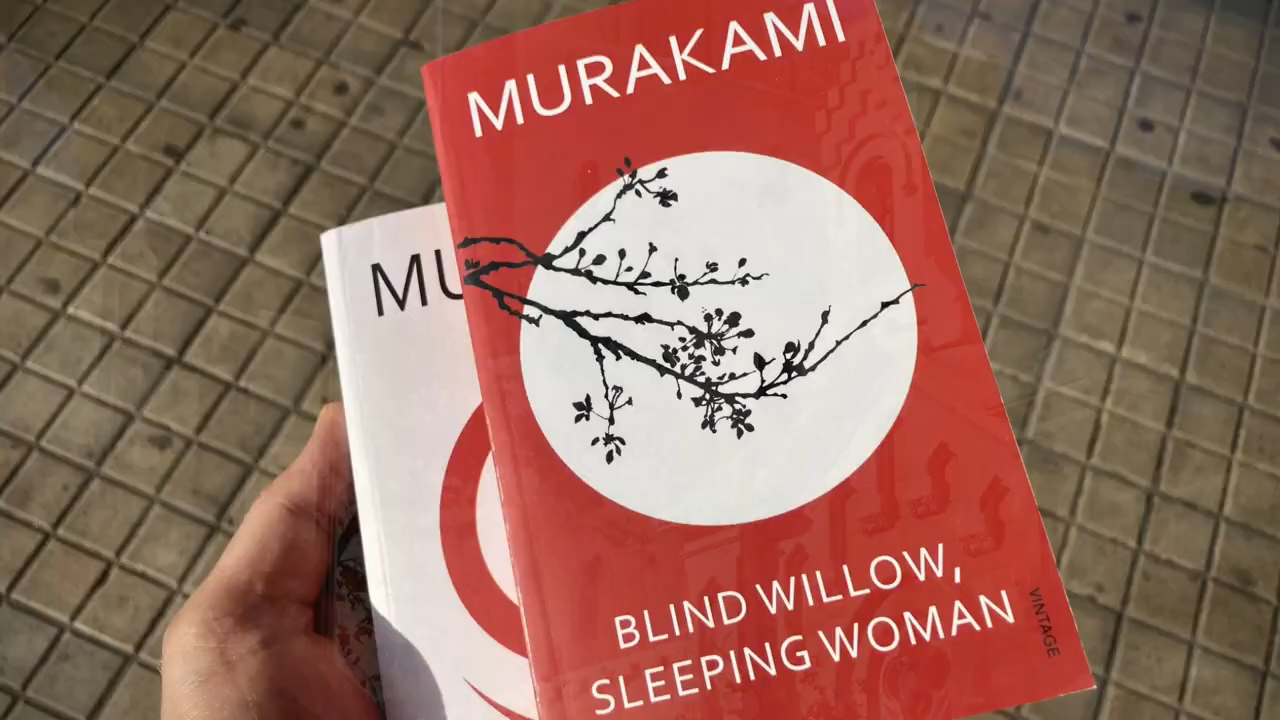 MURAKAMI
MU
BLIND WILLOW,
SLEEPING WOMAN
VINTAGE